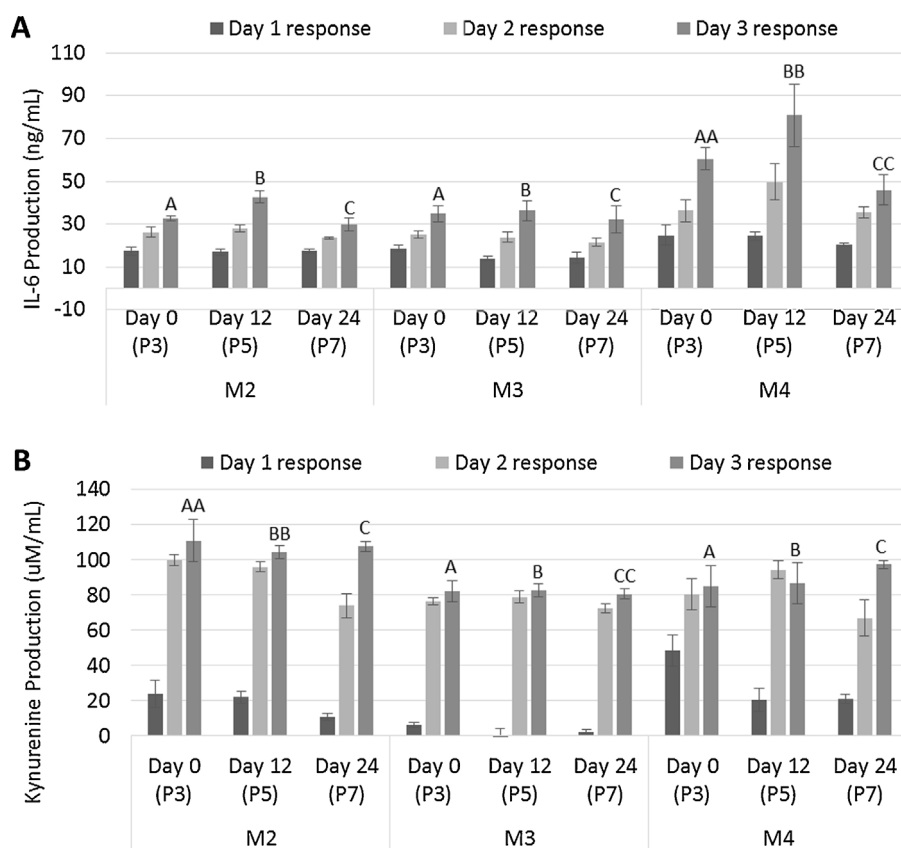 A
Day 1 response Day 2 response Day 3 response
IL-6 Production (ng/mL)
110
90
70
50
30
10
-10
A B C A B C AA BB CC
Day 0 Day 12 Day 24 Day 0 Day 12 Day 24 Day 0 Day 12 Day 24
(P3) (P5) (P7) (P3) (P5) (P7) (P3) (P5) (P7)
M2 M3 M4
B
Day 1 response Day 2 response Day 3 response
Kynurenine Production (uM/mL)
140
120
100
80
60
40
20
0
AA BB C A B CC A B C
Day 0 Day 12 Day 24 Day 0 Day 12 Day 24 Day 0 Day 12 Day 24
(P3) (P5) (P7) (P3) (P5) (P7) (P3) (P5) (P7)
M2 M3 M4